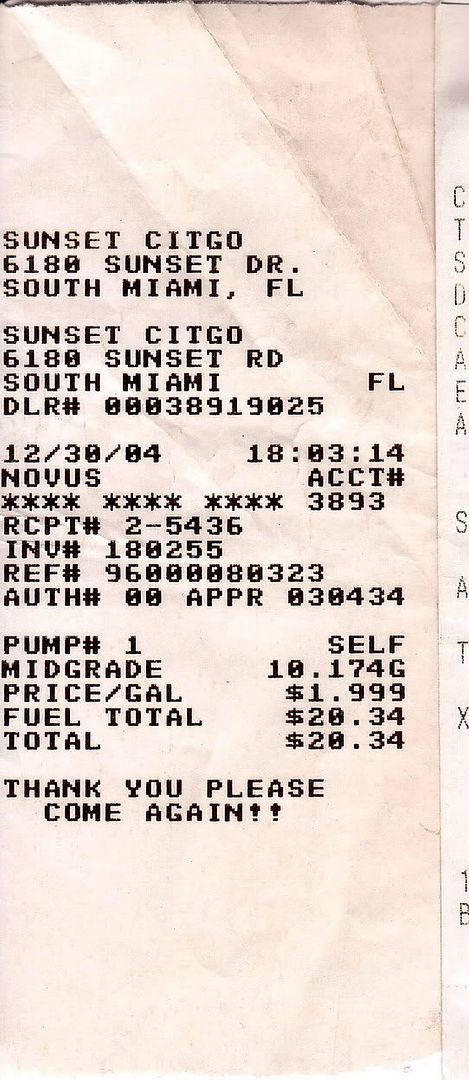 SUNSET CITGO
6180 SUNSET DR.
SOUTH MIAMI, FL
SUNSET CITGO
6180 SUNSET RD
SOUTH MIAMI FL
DLR# 00038919025
12/30/04 18:03:14
NOVUS ACCT#
**** **** **** 3893
RCPT# 2-5436
INV# 180255
REF# 96000080323
AUTH# 00 APPR 030434
PUMP# 1 SELF
MIDGRADE 10.174G
PRICE/GAL $1.999
FUEL TOTAL $20.34
TOTAL $20.34
THANK YOU PLEASE
COME AGAIN!!
C
T
S
D
C
A
E
A
S
A
T
X
1
B